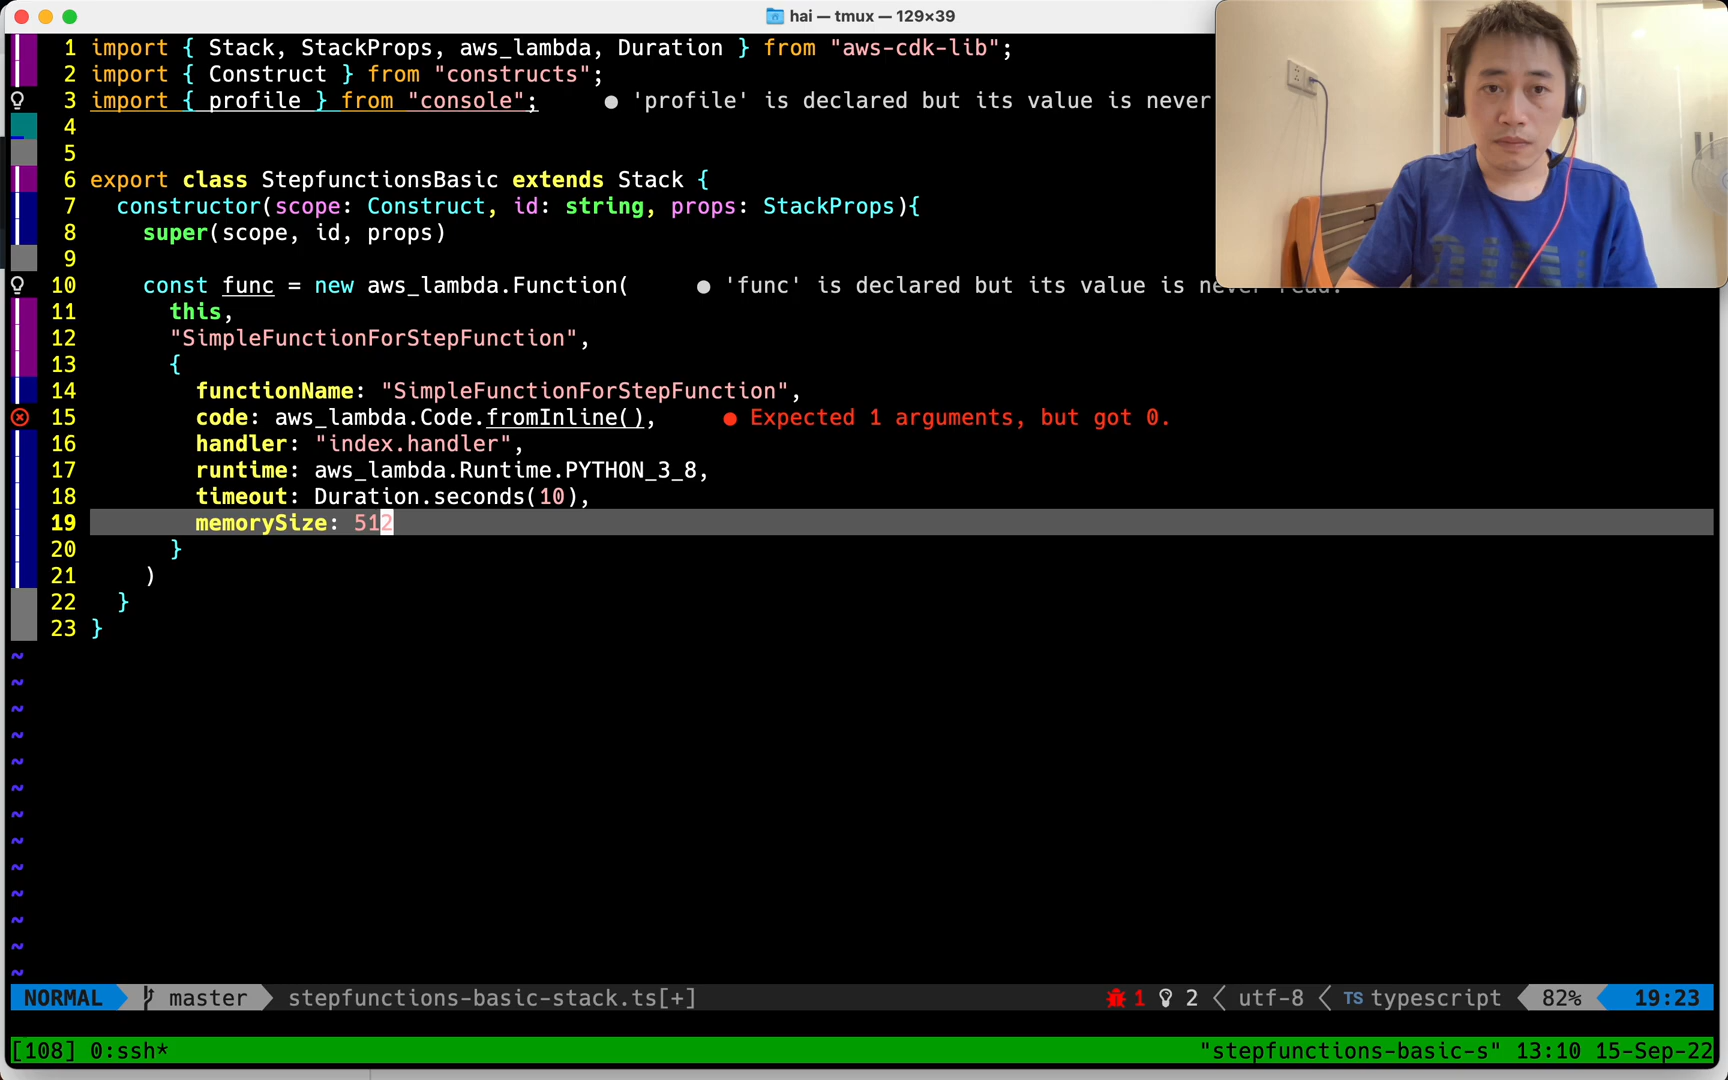 hai — tmux — 129×39
1 import { Stack, StackProps, aws_lambda, Duration } from "aws-cdk-lib";
2 import { Construct } from "constructs";
3 import { profile } from "console"; ● 'profile' is declared but its value is never
4
5
6 export class StepfunctionsBasic extends Stack {
7 constructor(scope: Construct, id: string, props: StackProps){
8 super(scope, id, props)
9
10 const func = new aws_lambda.Function( ● 'func' is declared but its value is never read.
11 this,
12 "SimpleFunctionForStepFunction",
13 {
14 functionName: "SimpleFunctionForStepFunction",
15 code: aws_lambda.Code.fromInline(), ● Expected 1 arguments, but got 0.
16 handler: "index.handler",
17 runtime: aws_lambda.Runtime.PYTHON_3_8,
18 timeout: Duration.seconds(10),
19 memorySize: 512
20 }
21 )
22 }
23 }
~
~
~
~
~
~
~
~
~
~
~
~
~
NORMAL master stepfunctions-basic-stack.ts[+] 1 2 utf-8 TS typescript 82% 19:23
[108] 0:ssh* "stepfunctions-basic-s" 13:10 15-Sep-22